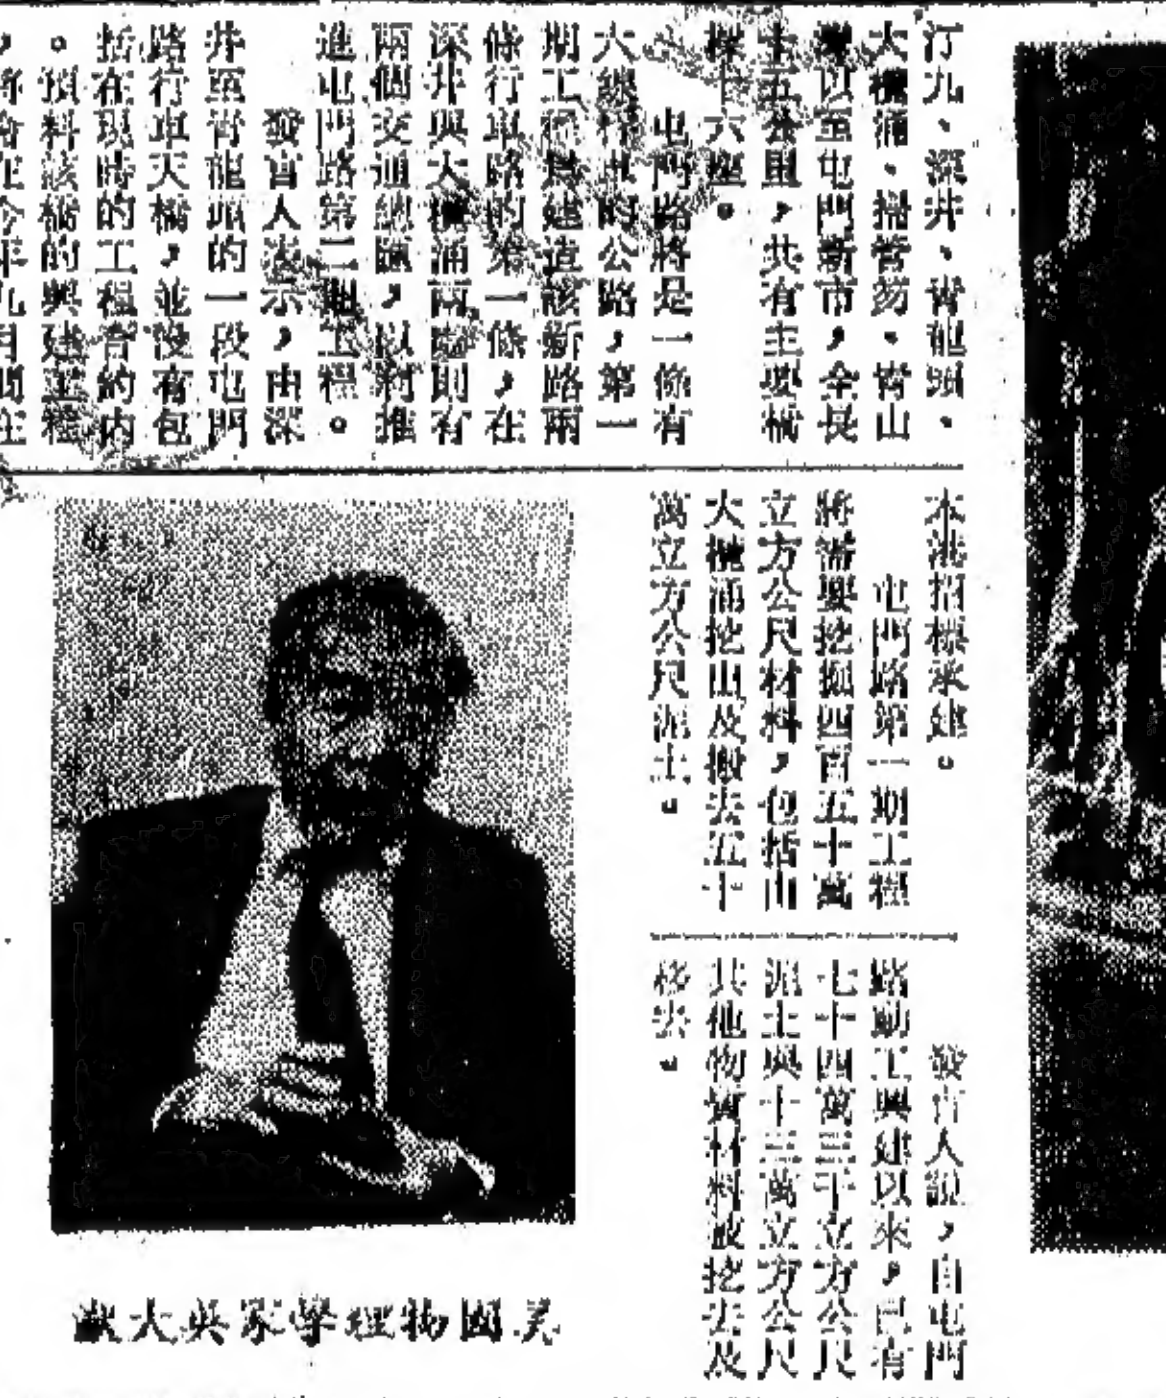 汀九、深井、青龍頭、
大欖涌、掃管笏、青山
以至屯門新市,全長
十五公里,共有主要橋
樑十六座。
屯門路將是一條有
大線行車的公路,第一
期工程為建造該新路兩
條行車路的第一條,在
深井與大欖涌兩處則有
兩個交通總匯,以利推
進屯門路第二期工程。
發言人表示,由深
井至青龍頭的一段屯門
路行車天橋,並沒有包
括在現時的工程合約內
。預料該橋的興建工程
,將會在今年九月間在
本港招標承建。
屯門路第一期工程
將需要挖掘四百五十萬
立方公尺材料,包括由
大欖涌挖山及搬去五十
萬立方公尺泥土。
發言人說,自屯門
路動工興建以來,已有
七十四萬三千立方公尺
泥土與十三萬立方公尺
其他物資材料被挖去及
移去。
美國物理學家吳大猷